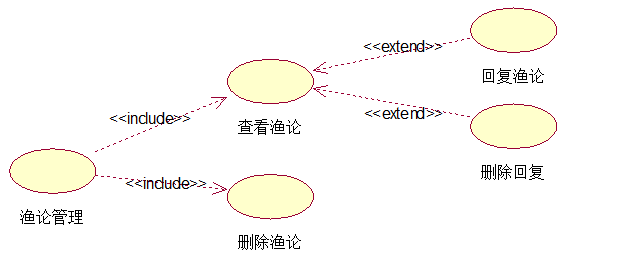 <<extend>>
回复渔论
<<include>>
查看渔论
<<extend>>
删除回复
<<include>>
渔论管理
删除渔论